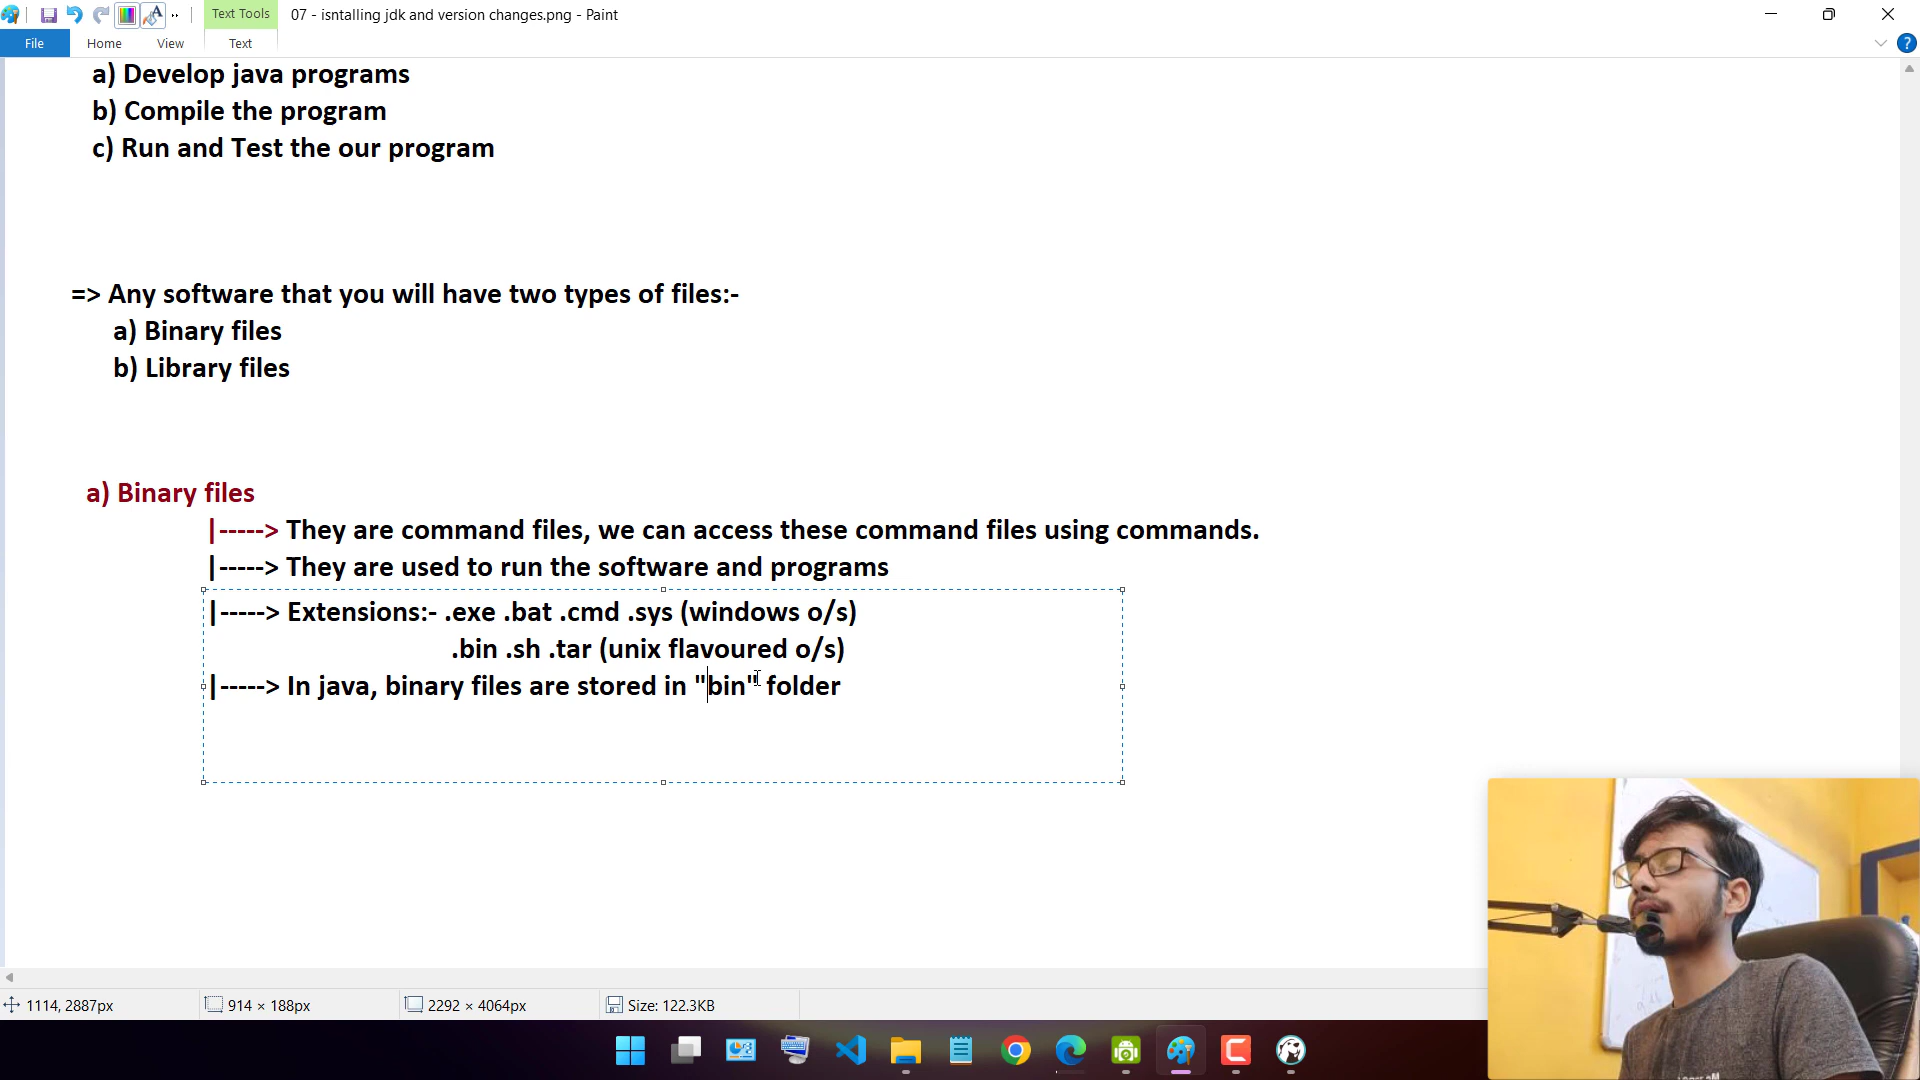 Text Tools
07 - isntalling jdk and version changes.png - Paint
File Home View Text
a) Develop java programs
b) Compile the program
c) Run and Test the our program
=> Any software that you will have two types of files:-
a) Binary files
b) Library files
a) Binary files
|-----> They are command files, we can access these command files using commands.
|-----> They are used to run the software and programs
|-----> Extensions:- .exe .bat .cmd .sys (windows o/s)
.bin .sh .tar (unix flavoured o/s)
|-----> In java, binary files are stored in "bin" folder
1114, 2887px 914 × 188px 2292 × 4064px Size: 122.3KB